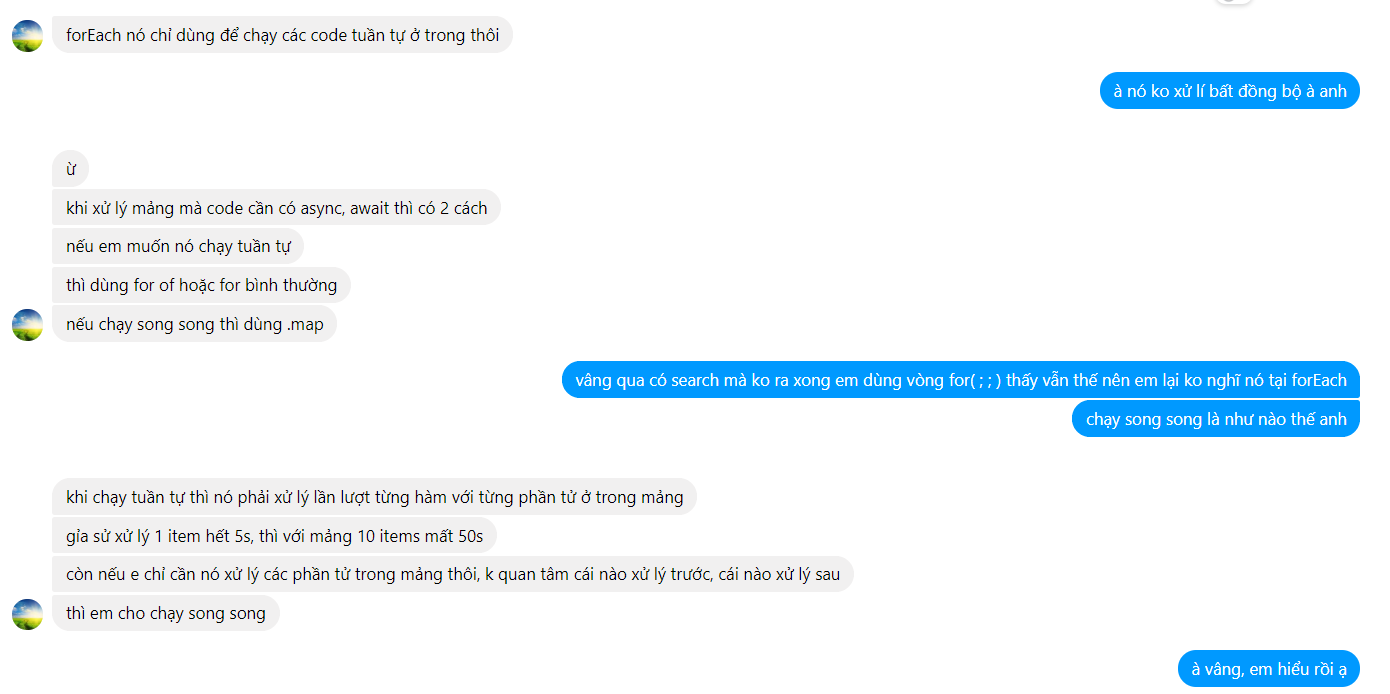 forEach nó chỉ dùng để chạy các code tuần tự ở trong thôi
à nó ko xử lí bất đồng bộ à anh
ừ
khi xử lý mảng mà code cần có async, await thì có 2 cách
nếu em muốn nó chạy tuần tự
thì dùng for of hoặc for bình thường
nếu chạy song song thì dùng .map
vâng qua có search mà ko ra xong em dùng vòng for( ; ; ) thấy vẫn thế nên em lại ko nghĩ nó tại forEach
chạy song song là như nào thế anh
khi chạy tuần tự thì nó phải xử lý lần lượt từng hàm với từng phần tử ở trong mảng
gỉa sử xử lý 1 item hết 5s, thì với mảng 10 items mất 50s
còn nếu e chỉ cần nó xử lý các phần tử trong mảng thôi, k quan tâm cái nào xử lý trước, cái nào xử lý sau
thì em cho chạy song song
à vâng, em hiểu rồi ạ